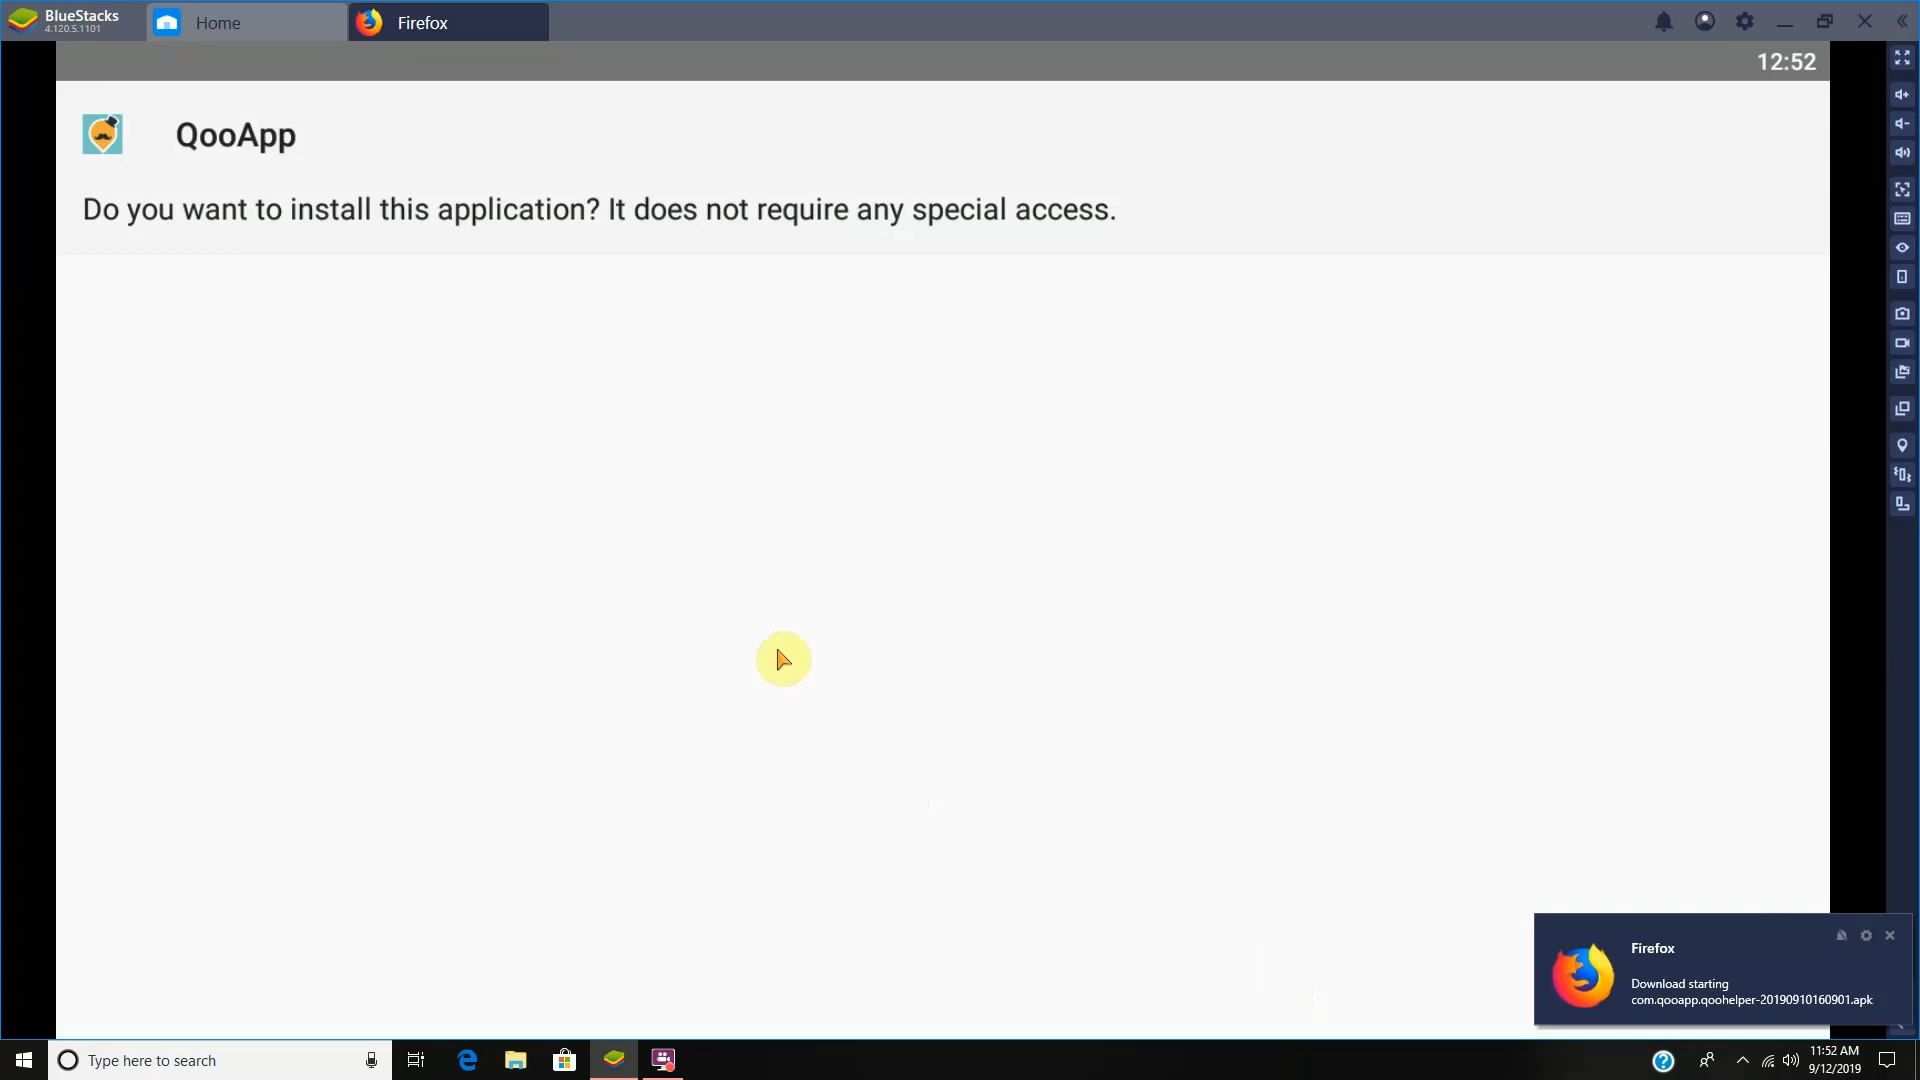 BlueStacks
4.120.5.1101
Home
Firefox
12:52
QooApp
Do you want to install this application? It does not require any special access.
Firefox
Download starting
com.qooapp.qoohelper-20190910160901.apk
Type here to search
11:52 AM
9/12/2019